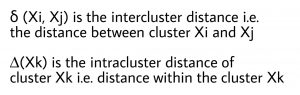 δ (Xi, Xj) is the intercluster distance i.e.
the distance between cluster Xi and Xj
Δ(Xk) is the intracluster distance of
cluster Xk i.e. distance within the cluster Xk